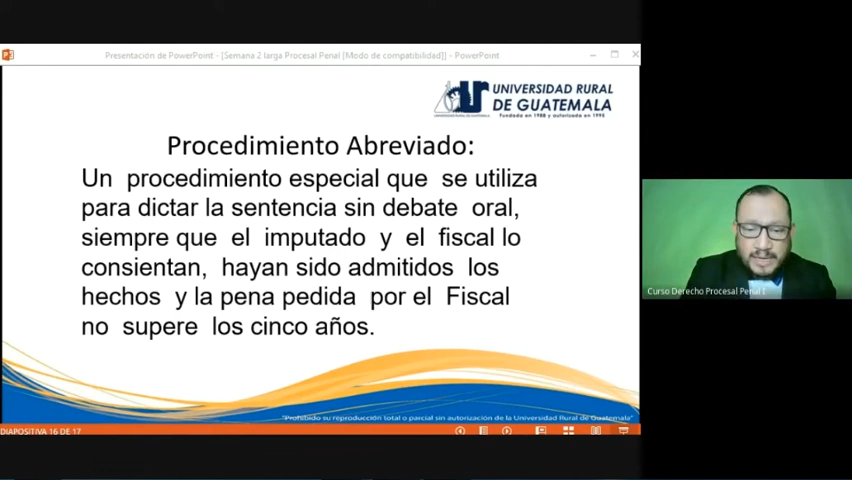 Presentación de PowerPoint - [Semana 2 larga Procesal Penal [Modo de compatibilidad]] - PowerPoint
UNIVERSIDAD RURAL
DE GUATEMALA
Fundada en 1988 y autorizada en 1995
Procedimiento Abreviado:
Un procedimiento especial que se utiliza
para dictar la sentencia sin debate oral,
siempre que el imputado y el fiscal lo
consientan, hayan sido admitidos los
hechos y la pena pedida por el Fiscal
no supere los cinco años.
"Prohibido su reproducción total o parcial sin autorización de la Universidad Rural de Guatemala"
DIAPOSITIVA 16 DE 17
Curso Derecho Procesal Penal I